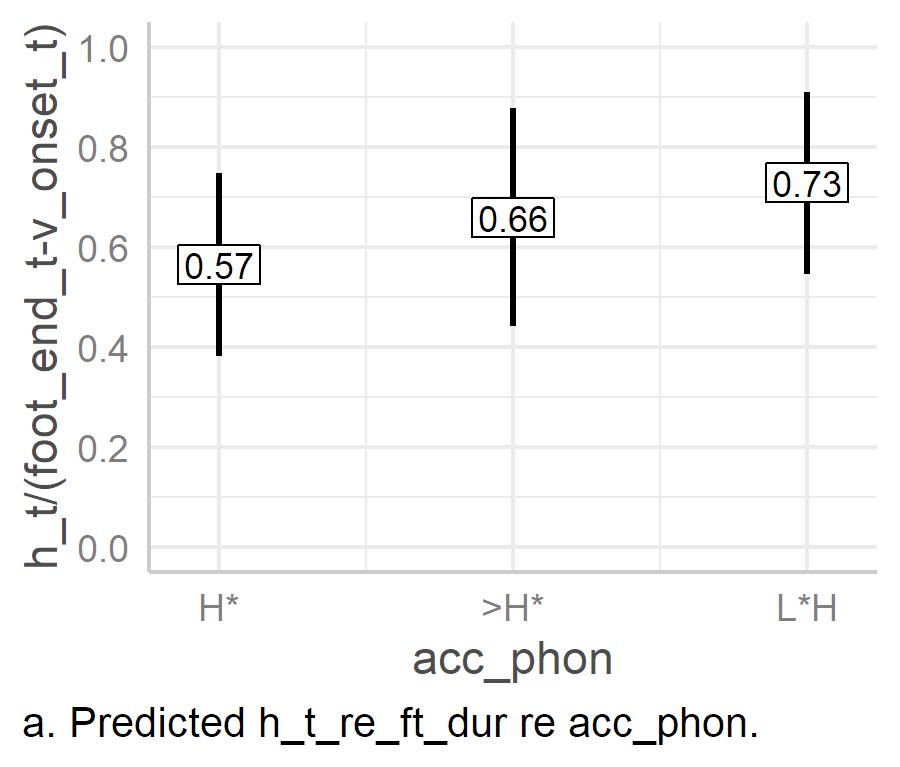 h_t/(foot_end_t-v_onset_t)
1.0
0.8
0.6
0.4
0.2
0.0
0.57
0.66
0.73
H* >H* L*H
acc_phon
a. Predicted h_t_re_ft_dur re acc_phon.